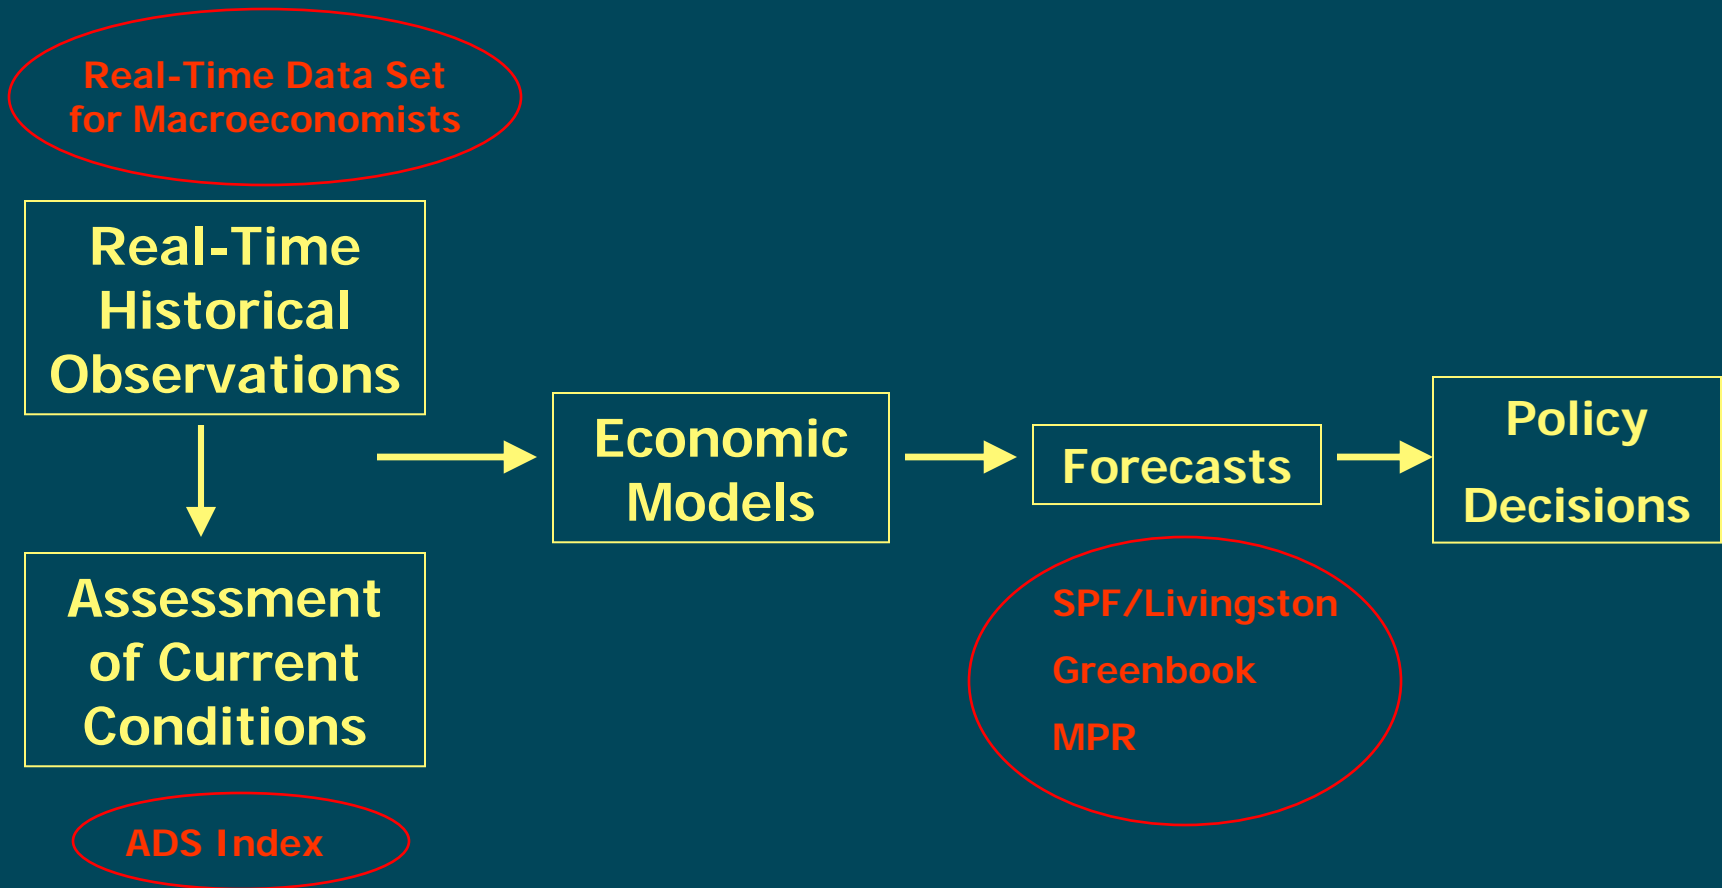 Real-Time Data Set
for Macroeconomists
Real-Time
Historical
Observations
Assessment
of Current
Conditions
ADS Index
Economic
Models
Forecasts
SPF/Livingston
Greenbook
MPR
Policy
Decisions